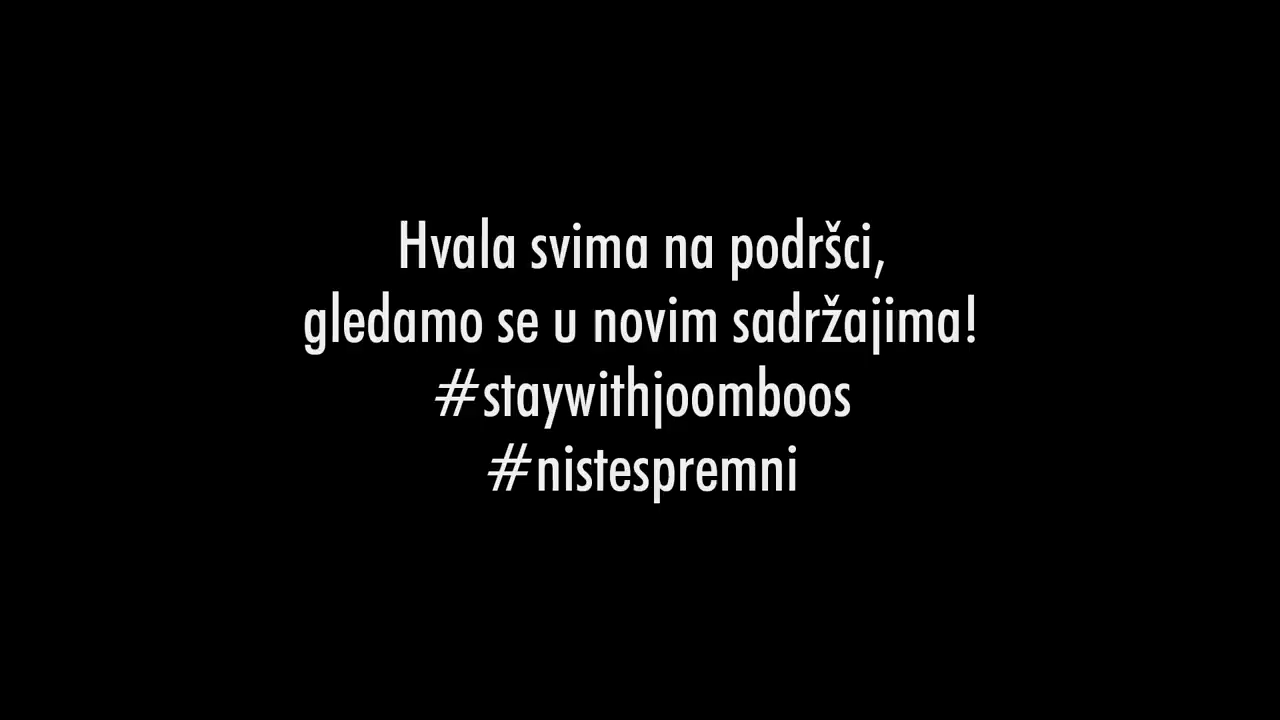 Hvala svima na podršci,
gledamo se u novim sadržajima!
#staywithjoomboos
#nistespremni